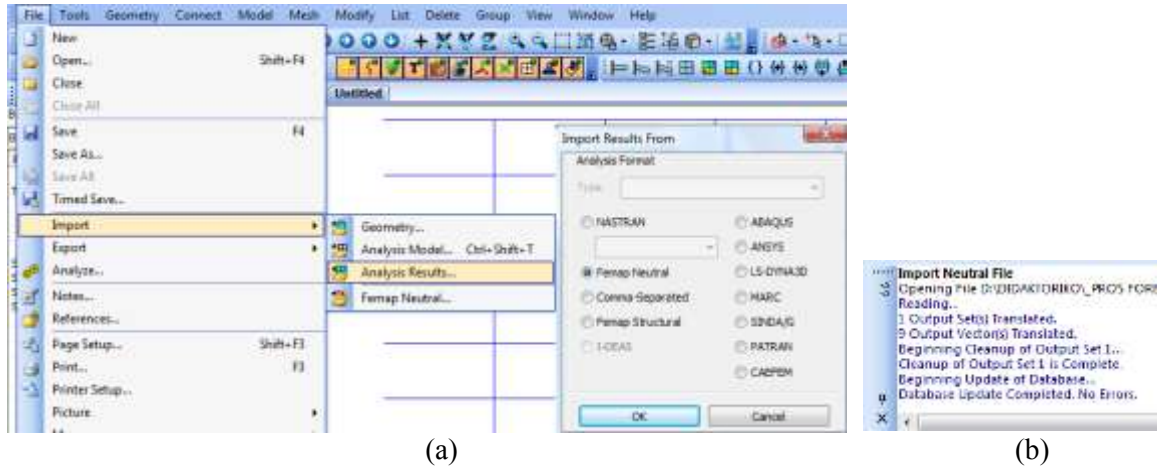 File Tools Geometry Connect Model Mesh Modify List Delete Group View Window Help
New
Open... Shift+F4
Close
Close All
Save F4
Save As...
Save All
Timed Save...
Import
Export
Analyze...
Notes...
References...
Page Setup... Shift+F3
Print... F3
Printer Setup...
Picture
Geometry...
Analysis Model... Ctrl+Shift+T
Analysis Results...
Femap Neutral...
Untitled
Import Results From
Analysis Format
Type
NASTRAN
ABAQUS
ANSYS
Femap Neutral
LS-DYNA3D
Comma-Separated
MARC
Femap Structural
SINDA/G
I-DEAS
PATRAN
CAEFEM
OK Cancel
Import Neutral File
Opening File D:\DIDAKTORIKO\_PROS FORIS
Reading...
1 Output Set(s) Translated.
9 Output Vector(s) Translated.
Beginning Cleanup of Output Set 1...
Cleanup of Output Set 1 is Complete.
Beginning Update of Database...
Database Update Completed. No Errors.
(a) (b)